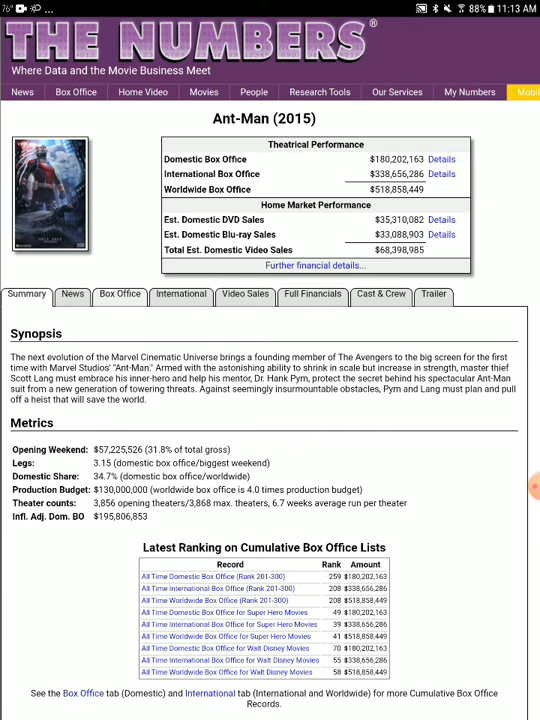 76° ...
88% 11:13 AM
THE NUMBERS®
Where Data and the Movie Business Meet
News Box Office Home Video Movies People Research Tools Our Services My Numbers Mobil
Ant-Man (2015)
Theatrical Performance
Domestic Box Office $180,202,163 Details
International Box Office $338,656,286 Details
Worldwide Box Office $518,858,449
Home Market Performance
Est. Domestic DVD Sales $35,310,082 Details
Est. Domestic Blu-ray Sales $33,088,903 Details
Total Est. Domestic Video Sales $68,398,985
Further financial details...
Summary News Box Office International Video Sales Full Financials Cast & Crew Trailer
Synopsis
The next evolution of the Marvel Cinematic Universe brings a founding member of The Avengers to the big screen for the first
time with Marvel Studios' "Ant-Man." Armed with the astonishing ability to shrink in scale but increase in strength, master thief
Scott Lang must embrace his inner-hero and help his mentor, Dr. Hank Pym, protect the secret behind his spectacular Ant-Man
suit from a new generation of towering threats. Against seemingly insurmountable obstacles, Pym and Lang must plan and pull
off a heist that will save the world.
Metrics
Opening Weekend: $57,225,526 (31.8% of total gross)
Legs: 3.15 (domestic box office/biggest weekend)
Domestic Share: 34.7% (domestic box office/worldwide)
Production Budget: $130,000,000 (worldwide box office is 4.0 times production budget)
Theater counts: 3,856 opening theaters/3,868 max. theaters, 6.7 weeks average run per theater
Infl. Adj. Dom. BO $195,806,853
Latest Ranking on Cumulative Box Office Lists
Record Rank Amount
All Time Domestic Box Office (Rank 201-300) 259 $180,202,163
All Time International Box Office (Rank 201-300) 208 $338,656,286
All Time Worldwide Box Office (Rank 201-300) 208 $518,858,449
All Time Domestic Box Office for Super Hero Movies 49 $180,202,163
All Time International Box Office for Super Hero Movies 39 $338,656,286
All Time Worldwide Box Office for Super Hero Movies 41 $518,858,449
All Time Domestic Box Office for Walt Disney Movies 70 $180,202,163
All Time International Box Office for Walt Disney Movies 55 $338,656,286
All Time Worldwide Box Office for Walt Disney Movies 58 $518,858,449
See the Box Office tab (Domestic) and International tab (International and Worldwide) for more Cumulative Box Office
Records.